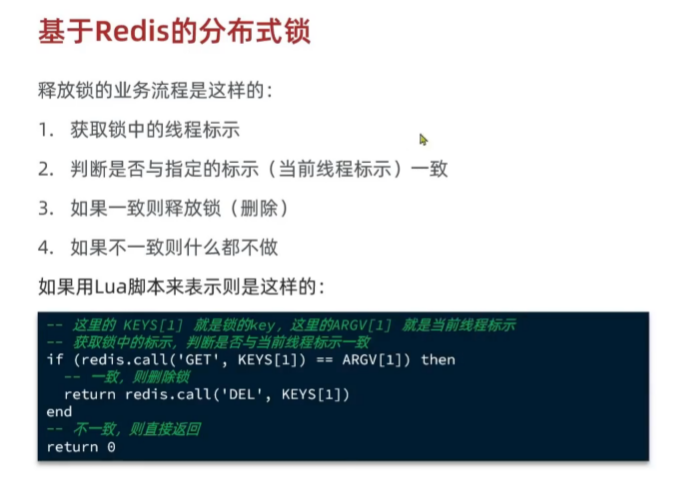 基于Redis的分布式锁
释放锁的业务流程是这样的：
1. 获取锁中的线程标示
2. 判断是否与指定的标示（当前线程标示）一致
3. 如果一致则释放锁（删除）
4. 如果不一致则什么都不做
如果用Lua脚本来表示则是这样的：
-- 这里的 KEYS[1] 就是锁的key，这里的ARGV[1] 就是当前线程标示
-- 获取锁中的标示，判断是否与当前线程标示一致
if (redis.call('GET', KEYS[1]) == ARGV[1]) then
-- 一致，则删除锁
return redis.call('DEL', KEYS[1])
end
-- 不一致，则直接返回
return 0